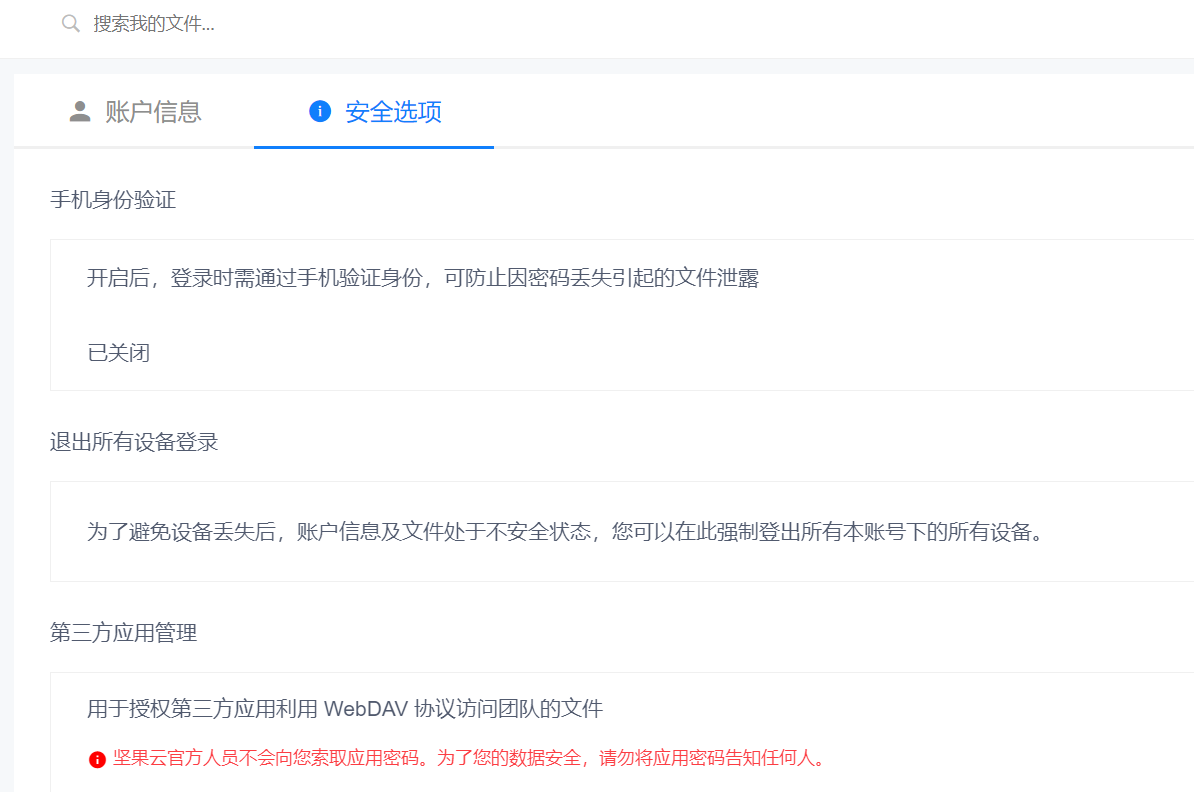 搜索我的文件...
账户信息
安全选项
手机身份验证
开启后，登录时需通过手机验证身份，可防止因密码丢失引起的文件泄露
已关闭
退出所有设备登录
为了避免设备丢失后，账户信息及文件处于不安全状态，您可以在此强制登出所有本账号下的所有设备。
第三方应用管理
用于授权第三方应用利用 WebDAV 协议访问团队的文件
坚果云官方人员不会向您索取应用密码。为了您的数据安全，请勿将应用密码告知任何人。